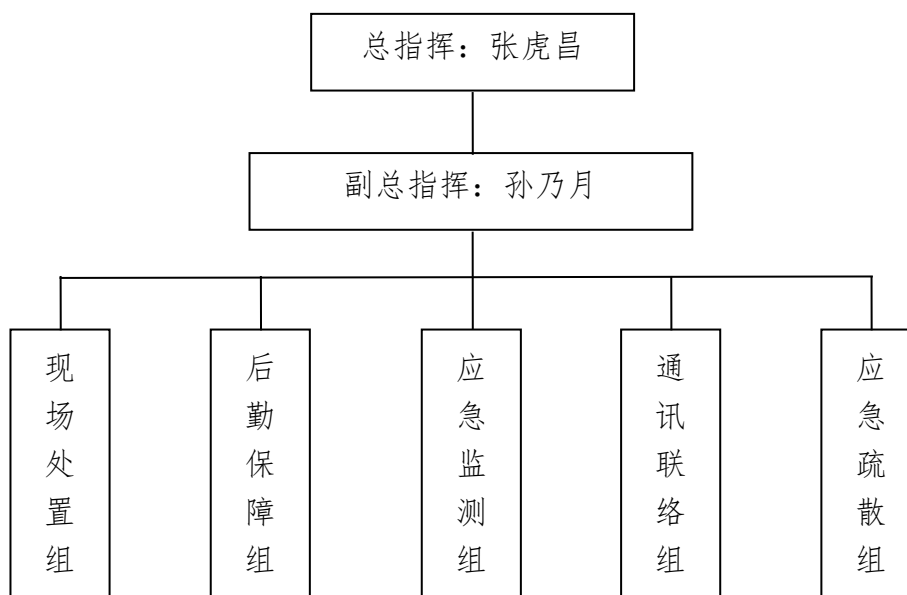 总指挥：张虎昌
副总指挥：孙乃月
现场处置组
后勤保障组
应急监测组
通讯联络组
应急疏散组